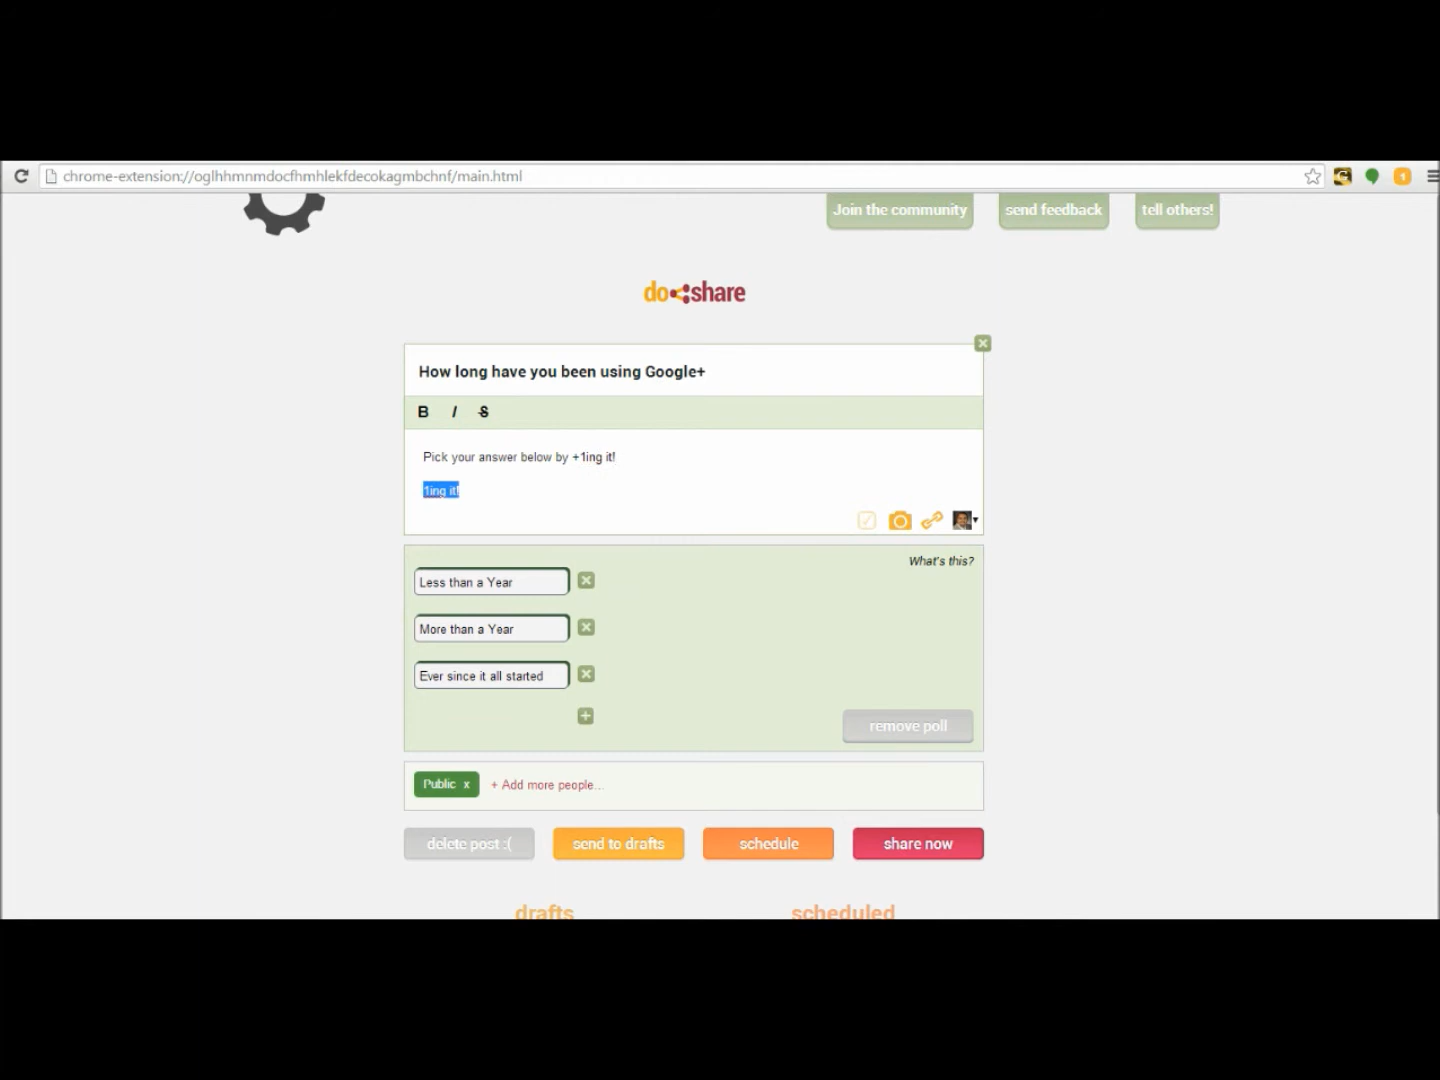 chrome-extension://oglhhmnmdocfhmhlekfdecokagmbchnf/main.html
1
Join the community
send feedback
tell others!
do share
x
How long have you been using Google+
B I S
Pick your answer below by +1ing it!
1ing it!
What's this?
Less than a Year x
More than a Year x
Ever since it all started x
+
remove poll
Public x + Add more people...
delete post :( send to drafts schedule share now
drafts scheduled